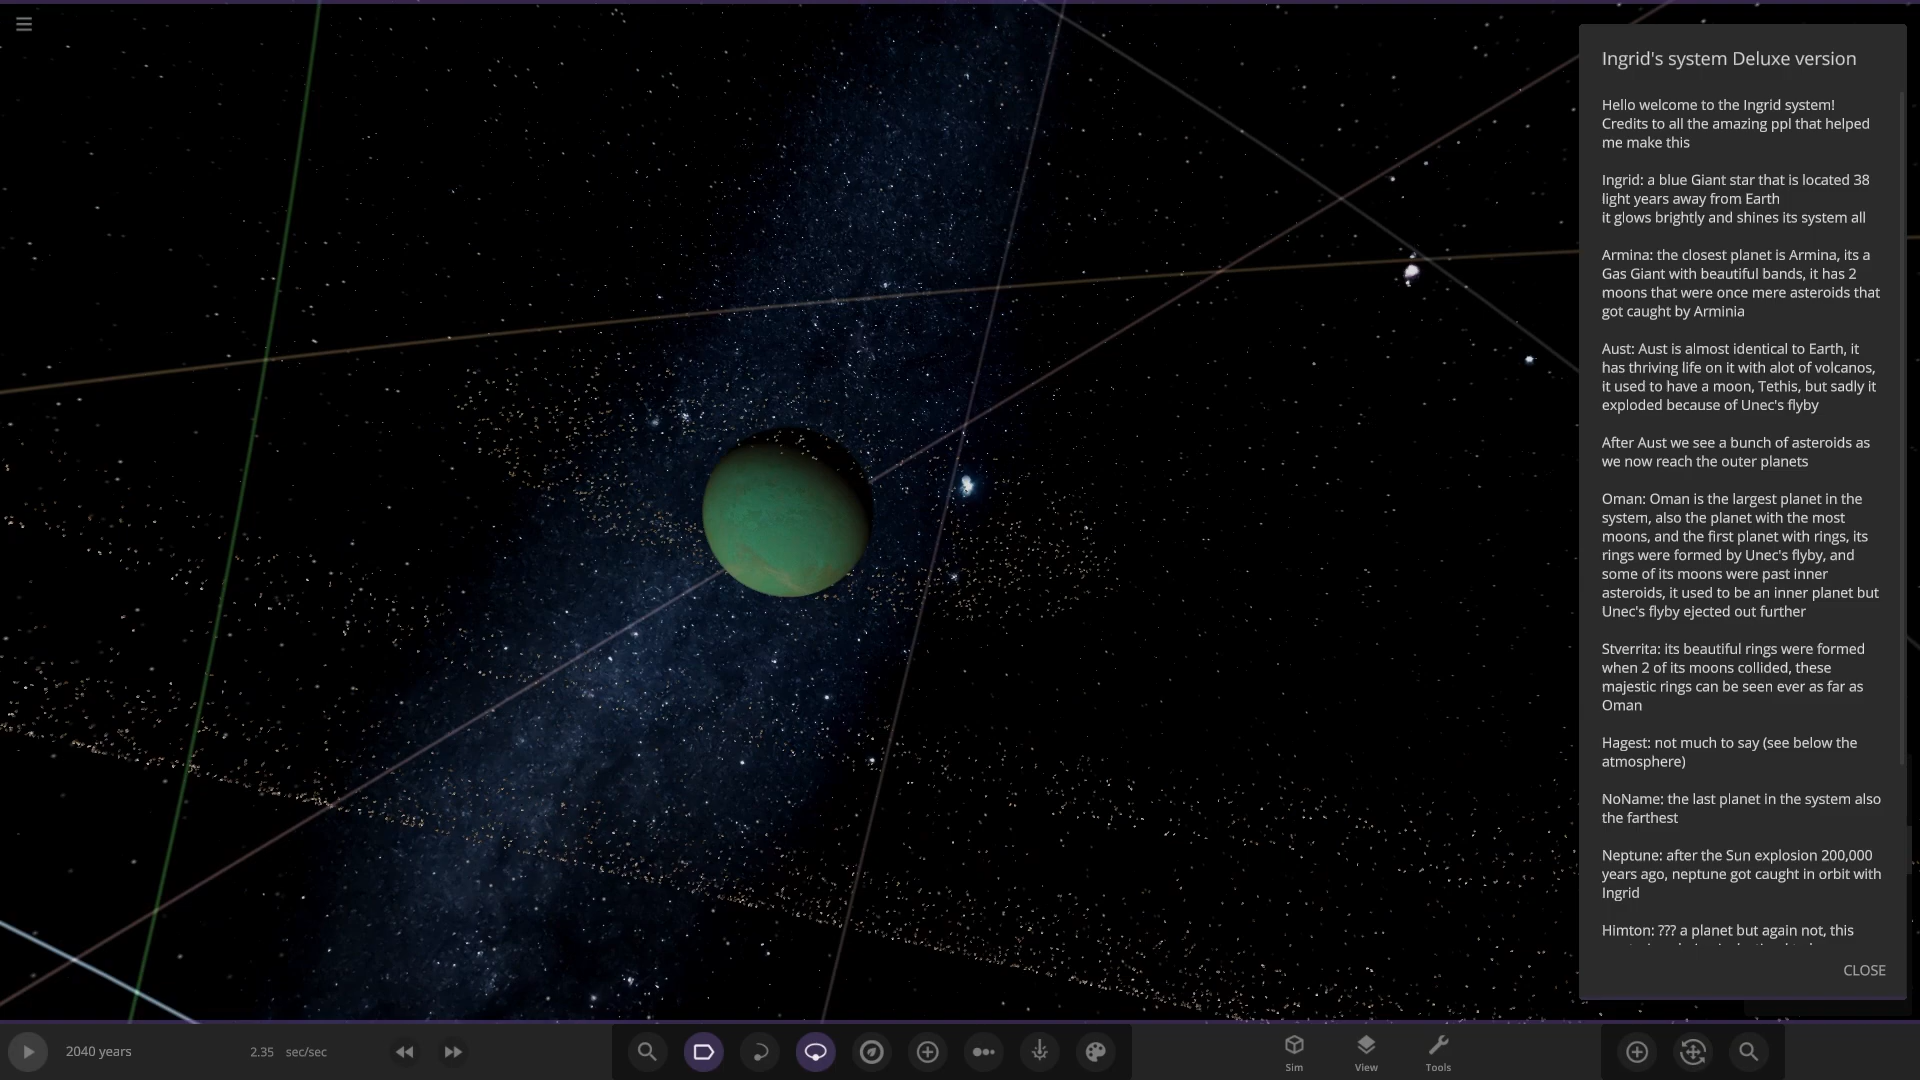 Ingrid's system Deluxe version
Hello welcome to the Ingrid system!
Credits to all the amazing ppl that helped
me make this
Ingrid: a blue Giant star that is located 38
light years away from Earth
it glows brightly and shines its system all
Armina: the closest planet is Armina, its a
Gas Giant with beautiful bands, it has 2
moons that were once mere asteroids that
got caught by Arminia
Aust: Aust is almost identical to Earth, it
has thriving life on it with alot of volcanos,
it used to have a moon, Tethis, but sadly it
exploded because of Unec's flyby
After Aust we see a bunch of asteroids as
we now reach the outer planets
Oman: Oman is the largest planet in the
system, also the planet with the most
moons, and the first planet with rings, its
rings were formed by Unec's flyby, and
some of its moons were past inner
asteroids, it used to be an inner planet but
Unec's flyby ejected out further
Stverrita: its beautiful rings were formed
when 2 of its moons collided, these
majestic rings can be seen ever as far as
Oman
Hagest: not much to say (see below the
atmosphere)
NoName: the last planet in the system also
the farthest
Neptune: after the Sun explosion 200,000
years ago, neptune got caught in orbit with
Ingrid
Himton: ??? a planet but again not, this
CLOSE
2040 years
2.35 sec/sec
Sim
View
Tools